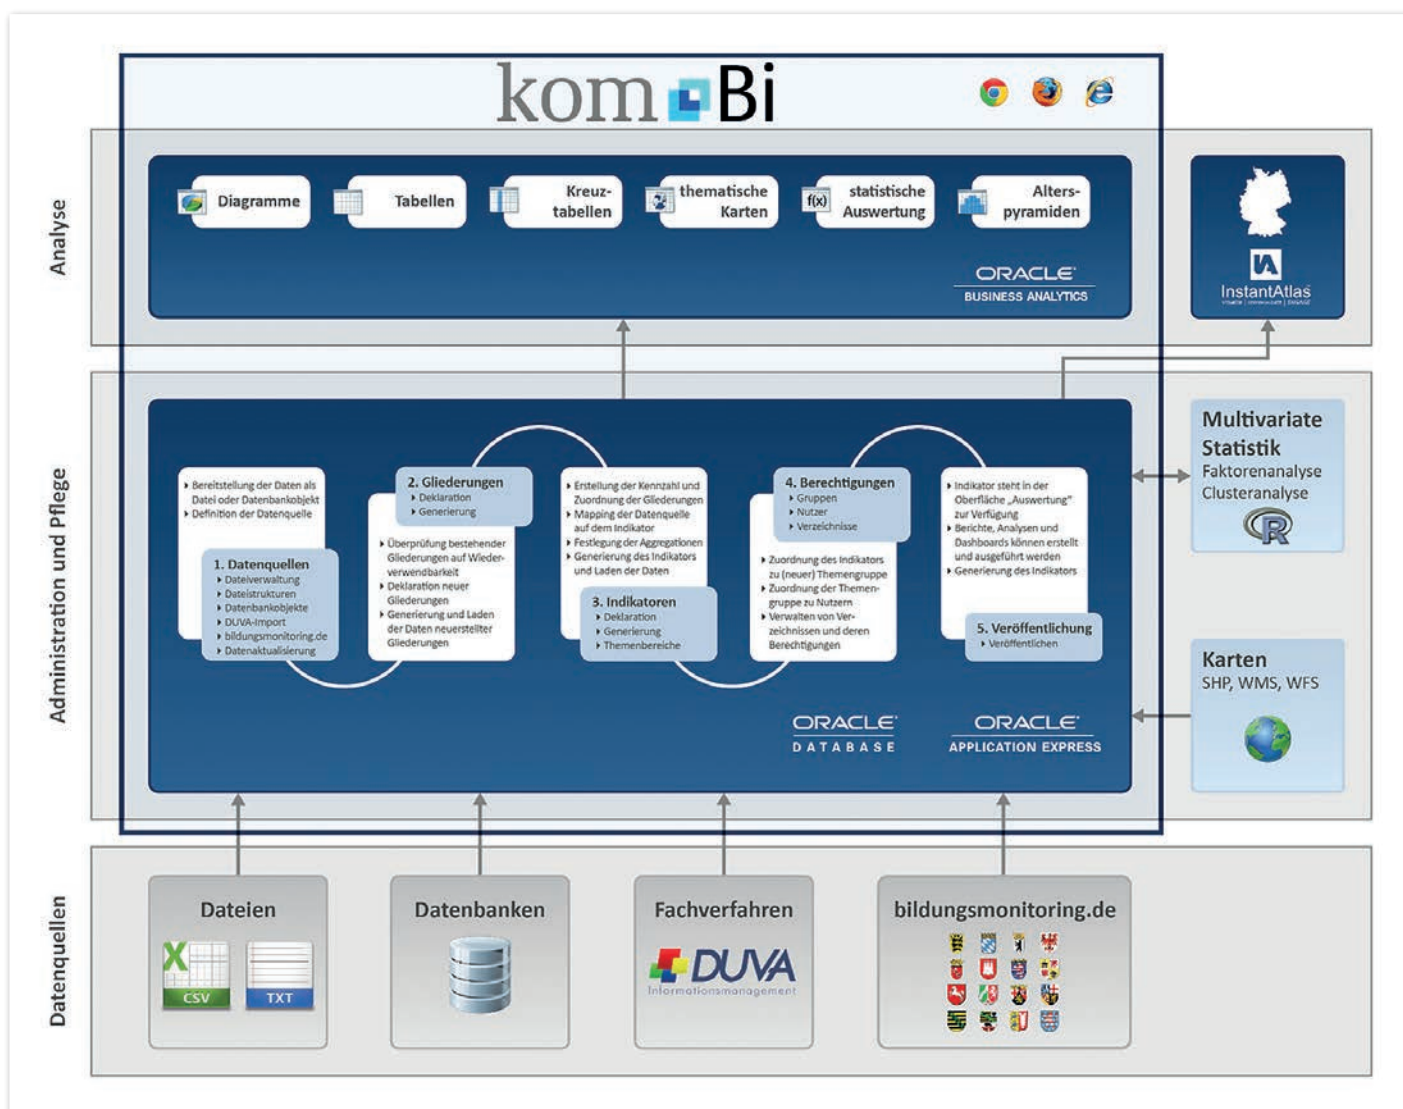 kom Bi
Analyse
Diagramme
Tabellen
Kreuz-
tabellen
thematische
Karten
f(x)
statistische
Auswertung
Alters-
pyramiden
ORACLE
BUSINESS ANALYTICS
InstantAtlas
Administration und Pflege
Bereitstellung der Daten als
Datei oder Datenbankobjekt
Definition der Datenquelle
1. Datenquellen
Dateiverwaltung
Dateistrukturen
Datenbankobjekte
DUVA-Import
bildungsmonitoring.de
Datenaktualisierung
2. Gliederungen
Deklaration
Generierung
Überprüfung bestehender
Gliederungen auf Wieder-
verwendbarkeit
Deklaration neuer
Gliederungen
Generierung und Laden
der Daten neuerstellter
Gliederungen
Erstellung der Kennzahl und
Zuordnung der Gliederungen
Mapping der Datenquelle
auf dem Indikator
Festlegung der Aggregationen
Generierung des Indikators
und Laden der Daten
3. Indikatoren
Deklaration
Generierung
Themenbereiche
4. Berechtigungen
Gruppen
Nutzer
Verzeichnisse
Zuordnung des Indikators
zu (neuer) Themengruppe
Zuordnung der Themen-
gruppe zu Nutzern
Verwalten von Ver-
zeichnissen und deren
Berechtigungen
Indikator steht in der
Oberfläche „Auswertung“
zur Verfügung
Berichte, Analysen und
Dashboards können erstellt
und ausgeführt werden
Generierung des Indikators
5. Veröffentlichung
Veröffentlichen
ORACLE
DATABASE
ORACLE
APPLICATION EXPRESS
Multivariate
Statistik
Faktorenanalyse
Clusteranalyse
R
Karten
SHP, WMS, WFS
Datenquellen
Dateien
X
CSV
TXT
Datenbanken
Fachverfahren
DUVA
Informationsmanagement
bildungsmonitoring.de